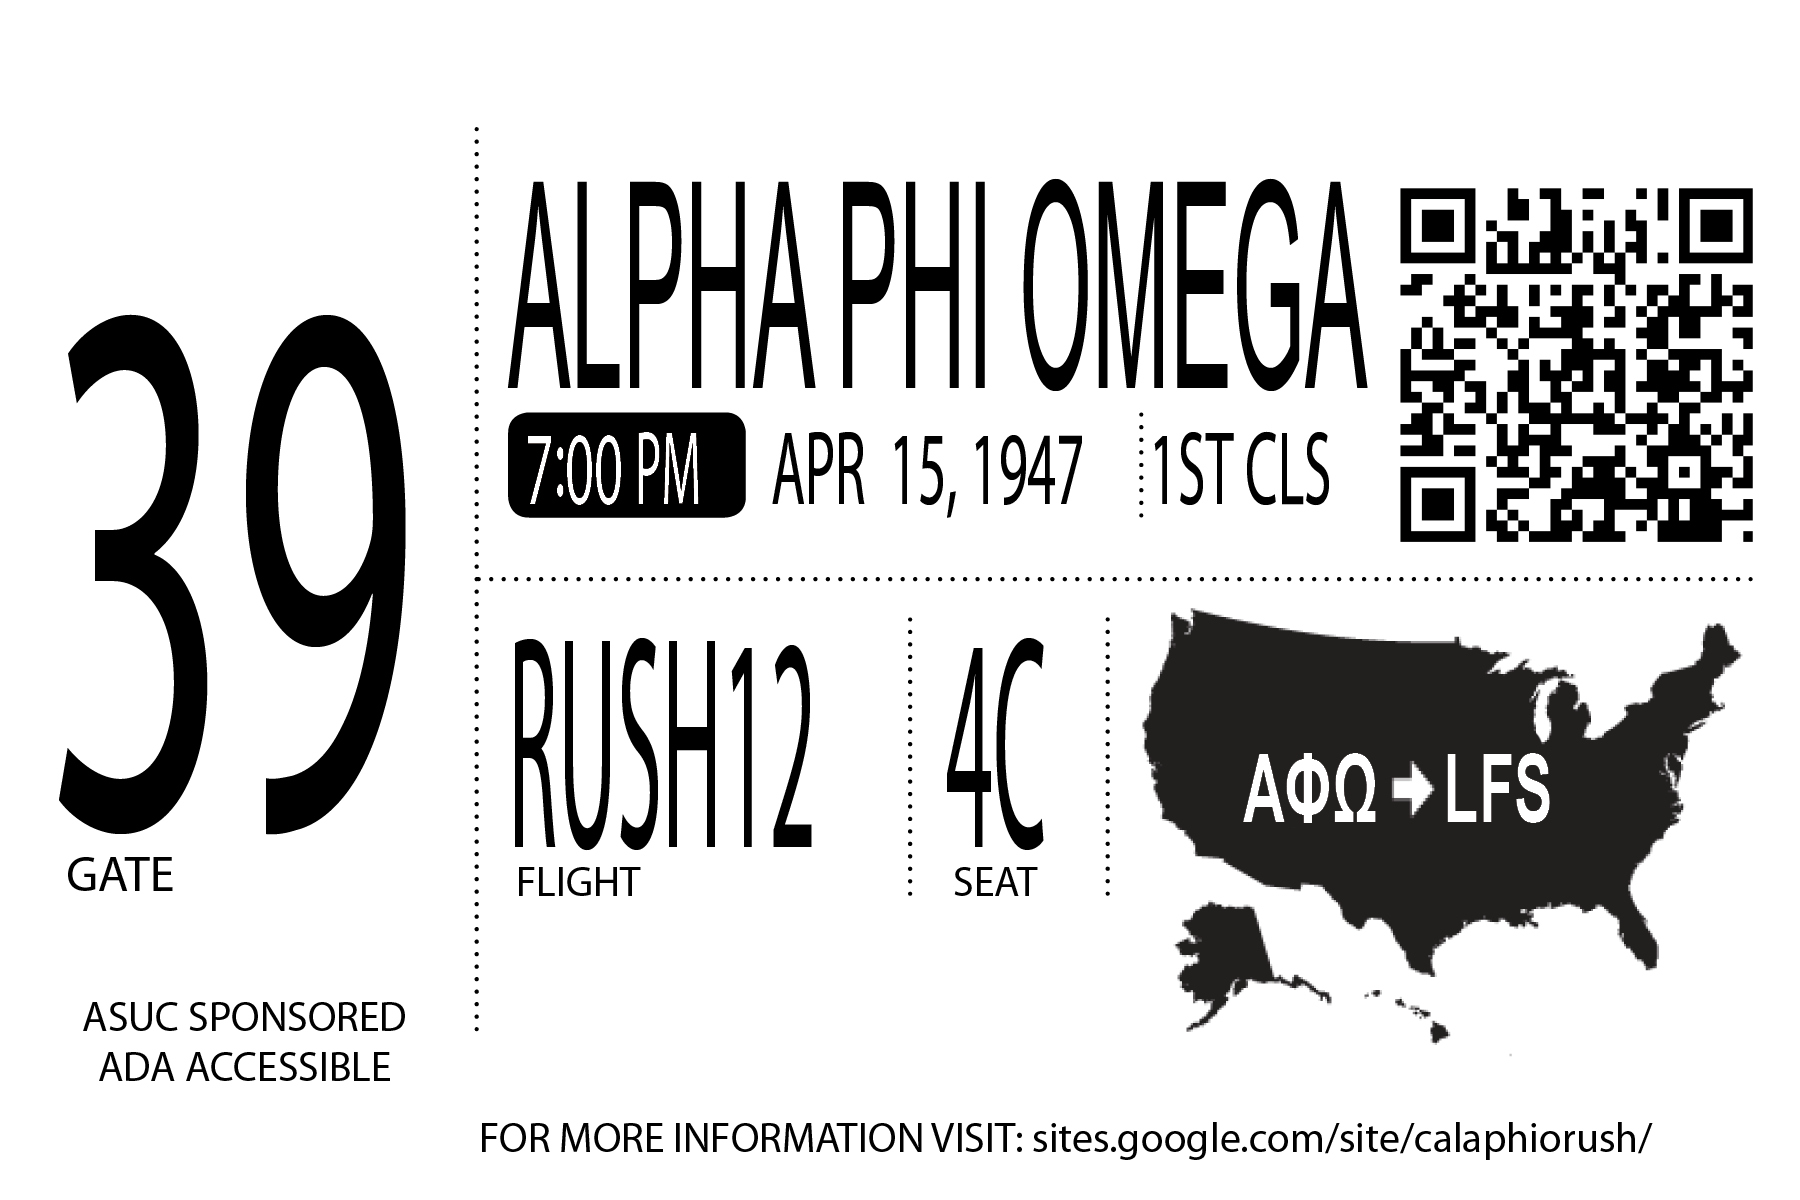 39
GATE
ASUC SPONSORED
ADA ACCESSIBLE
ALPHA PHI OMEGA
7:00 PM APR 15, 1947 1ST CLS
RUSH12
FLIGHT
4C
SEAT
ΑΦΩ → LFS
FOR MORE INFORMATION VISIT: sites.google.com/site/calaphiorush/